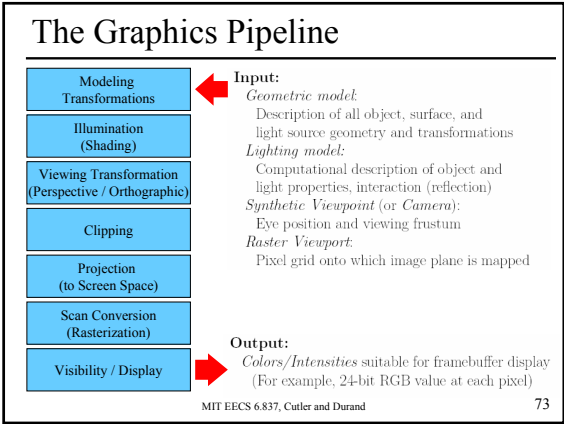 The Graphics Pipeline
Modeling
Transformations
Illumination
(Shading)
Viewing Transformation
(Perspective / Orthographic)
Clipping
Projection
(to Screen Space)
Scan Conversion
(Rasterization)
Visibility / Display
Input:
Geometric model:
Description of all object, surface, and
light source geometry and transformations
Lighting model:
Computational description of object and
light properties, interaction (reflection)
Synthetic Viewpoint (or Camera):
Eye position and viewing frustum
Raster Viewport:
Pixel grid onto which image plane is mapped
Output:
Colors/Intensities suitable for framebuffer display
(For example, 24-bit RGB value at each pixel)
MIT EECS 6.837, Cutler and Durand
73